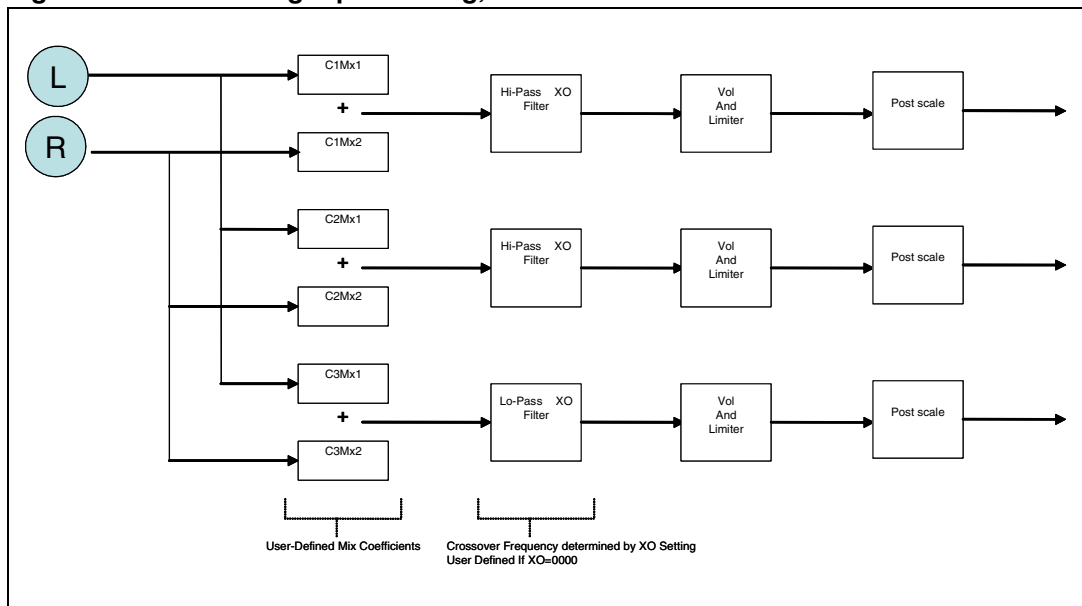 L
R
C1Mx1
+
C1Mx2
Hi-Pass XO
Filter
Vol
And
Limiter
Post scale
C2Mx1
+
C2Mx2
Hi-Pass XO
Filter
Vol
And
Limiter
Post scale
C3Mx1
+
C3Mx2
Lo-Pass XO
Filter
Vol
And
Limiter
Post scale
User-Defined Mix Coefficients
Crossover Frequency determined by XO Setting
User Defined If XO=0000